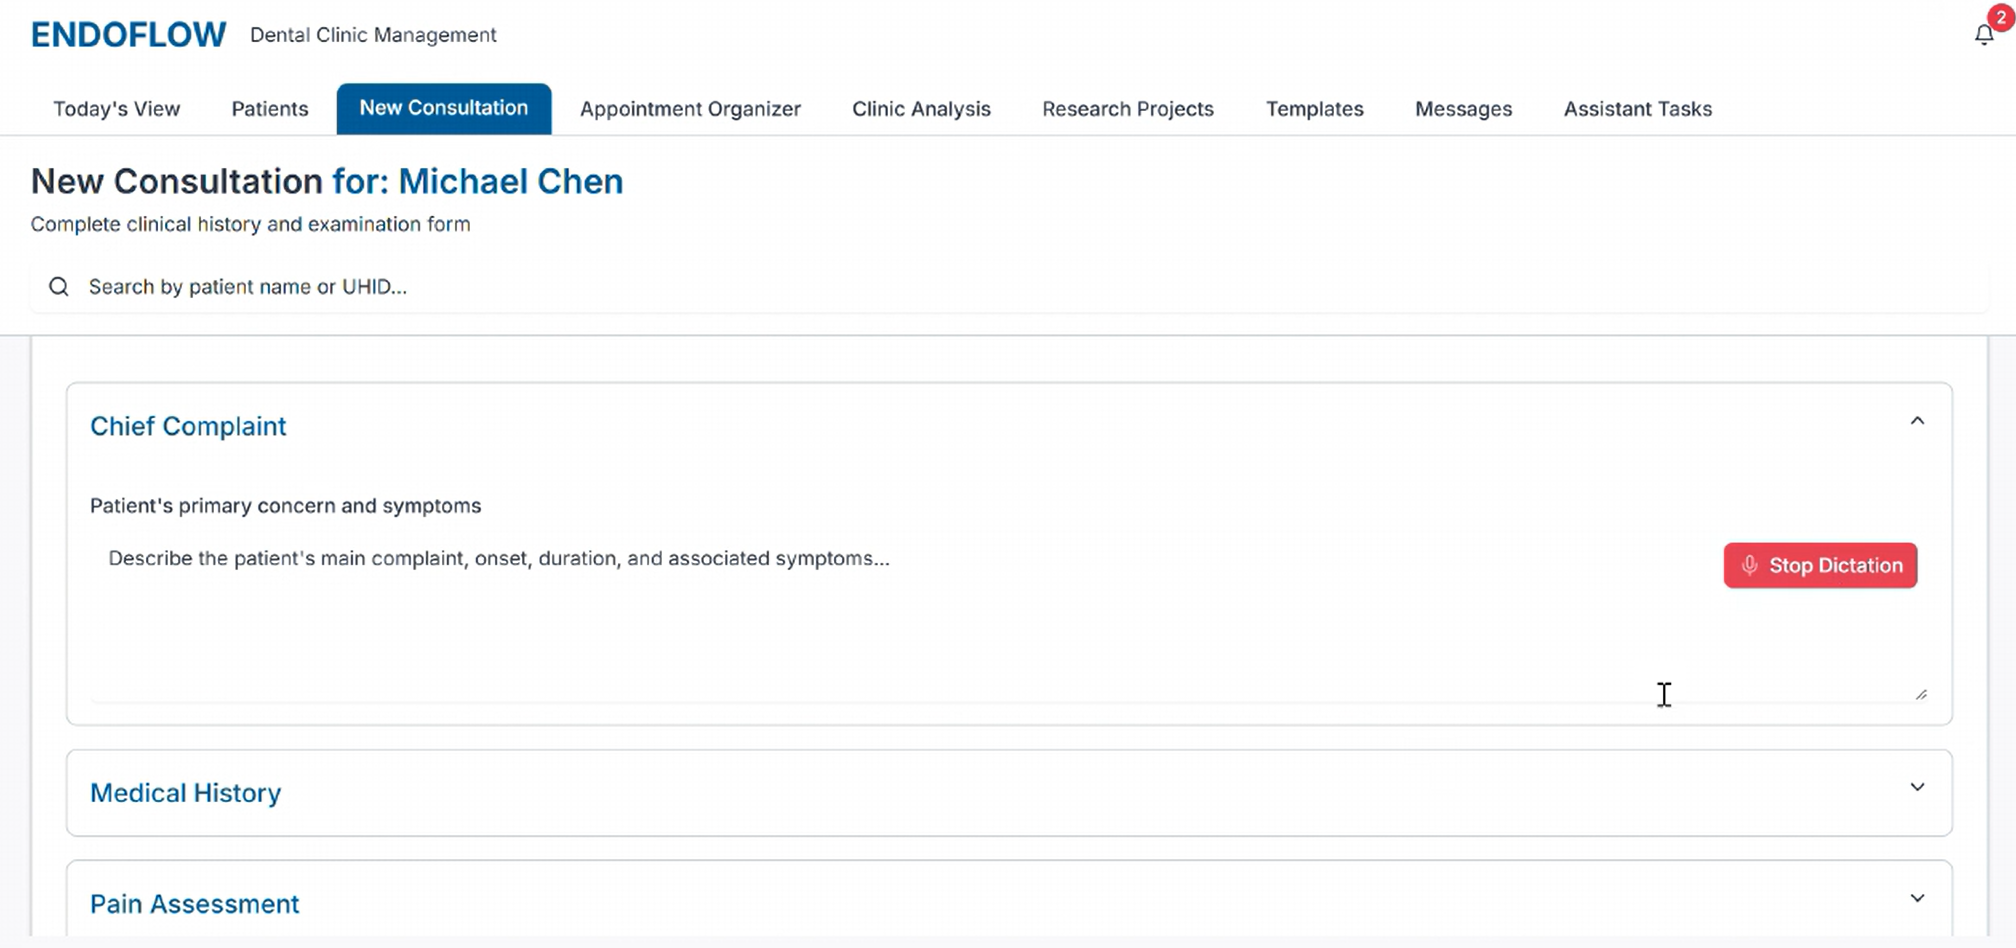 ENDOFLOW Dental Clinic Management 2
Today's View Patients New Consultation Appointment Organizer Clinic Analysis Research Projects Templates Messages Assistant Tasks
New Consultation for: Michael Chen
Complete clinical history and examination form
Search by patient name or UHID...
Chief Complaint
Patient's primary concern and symptoms
Describe the patient's main complaint, onset, duration, and associated symptoms...
Stop Dictation
Medical History
Pain Assessment